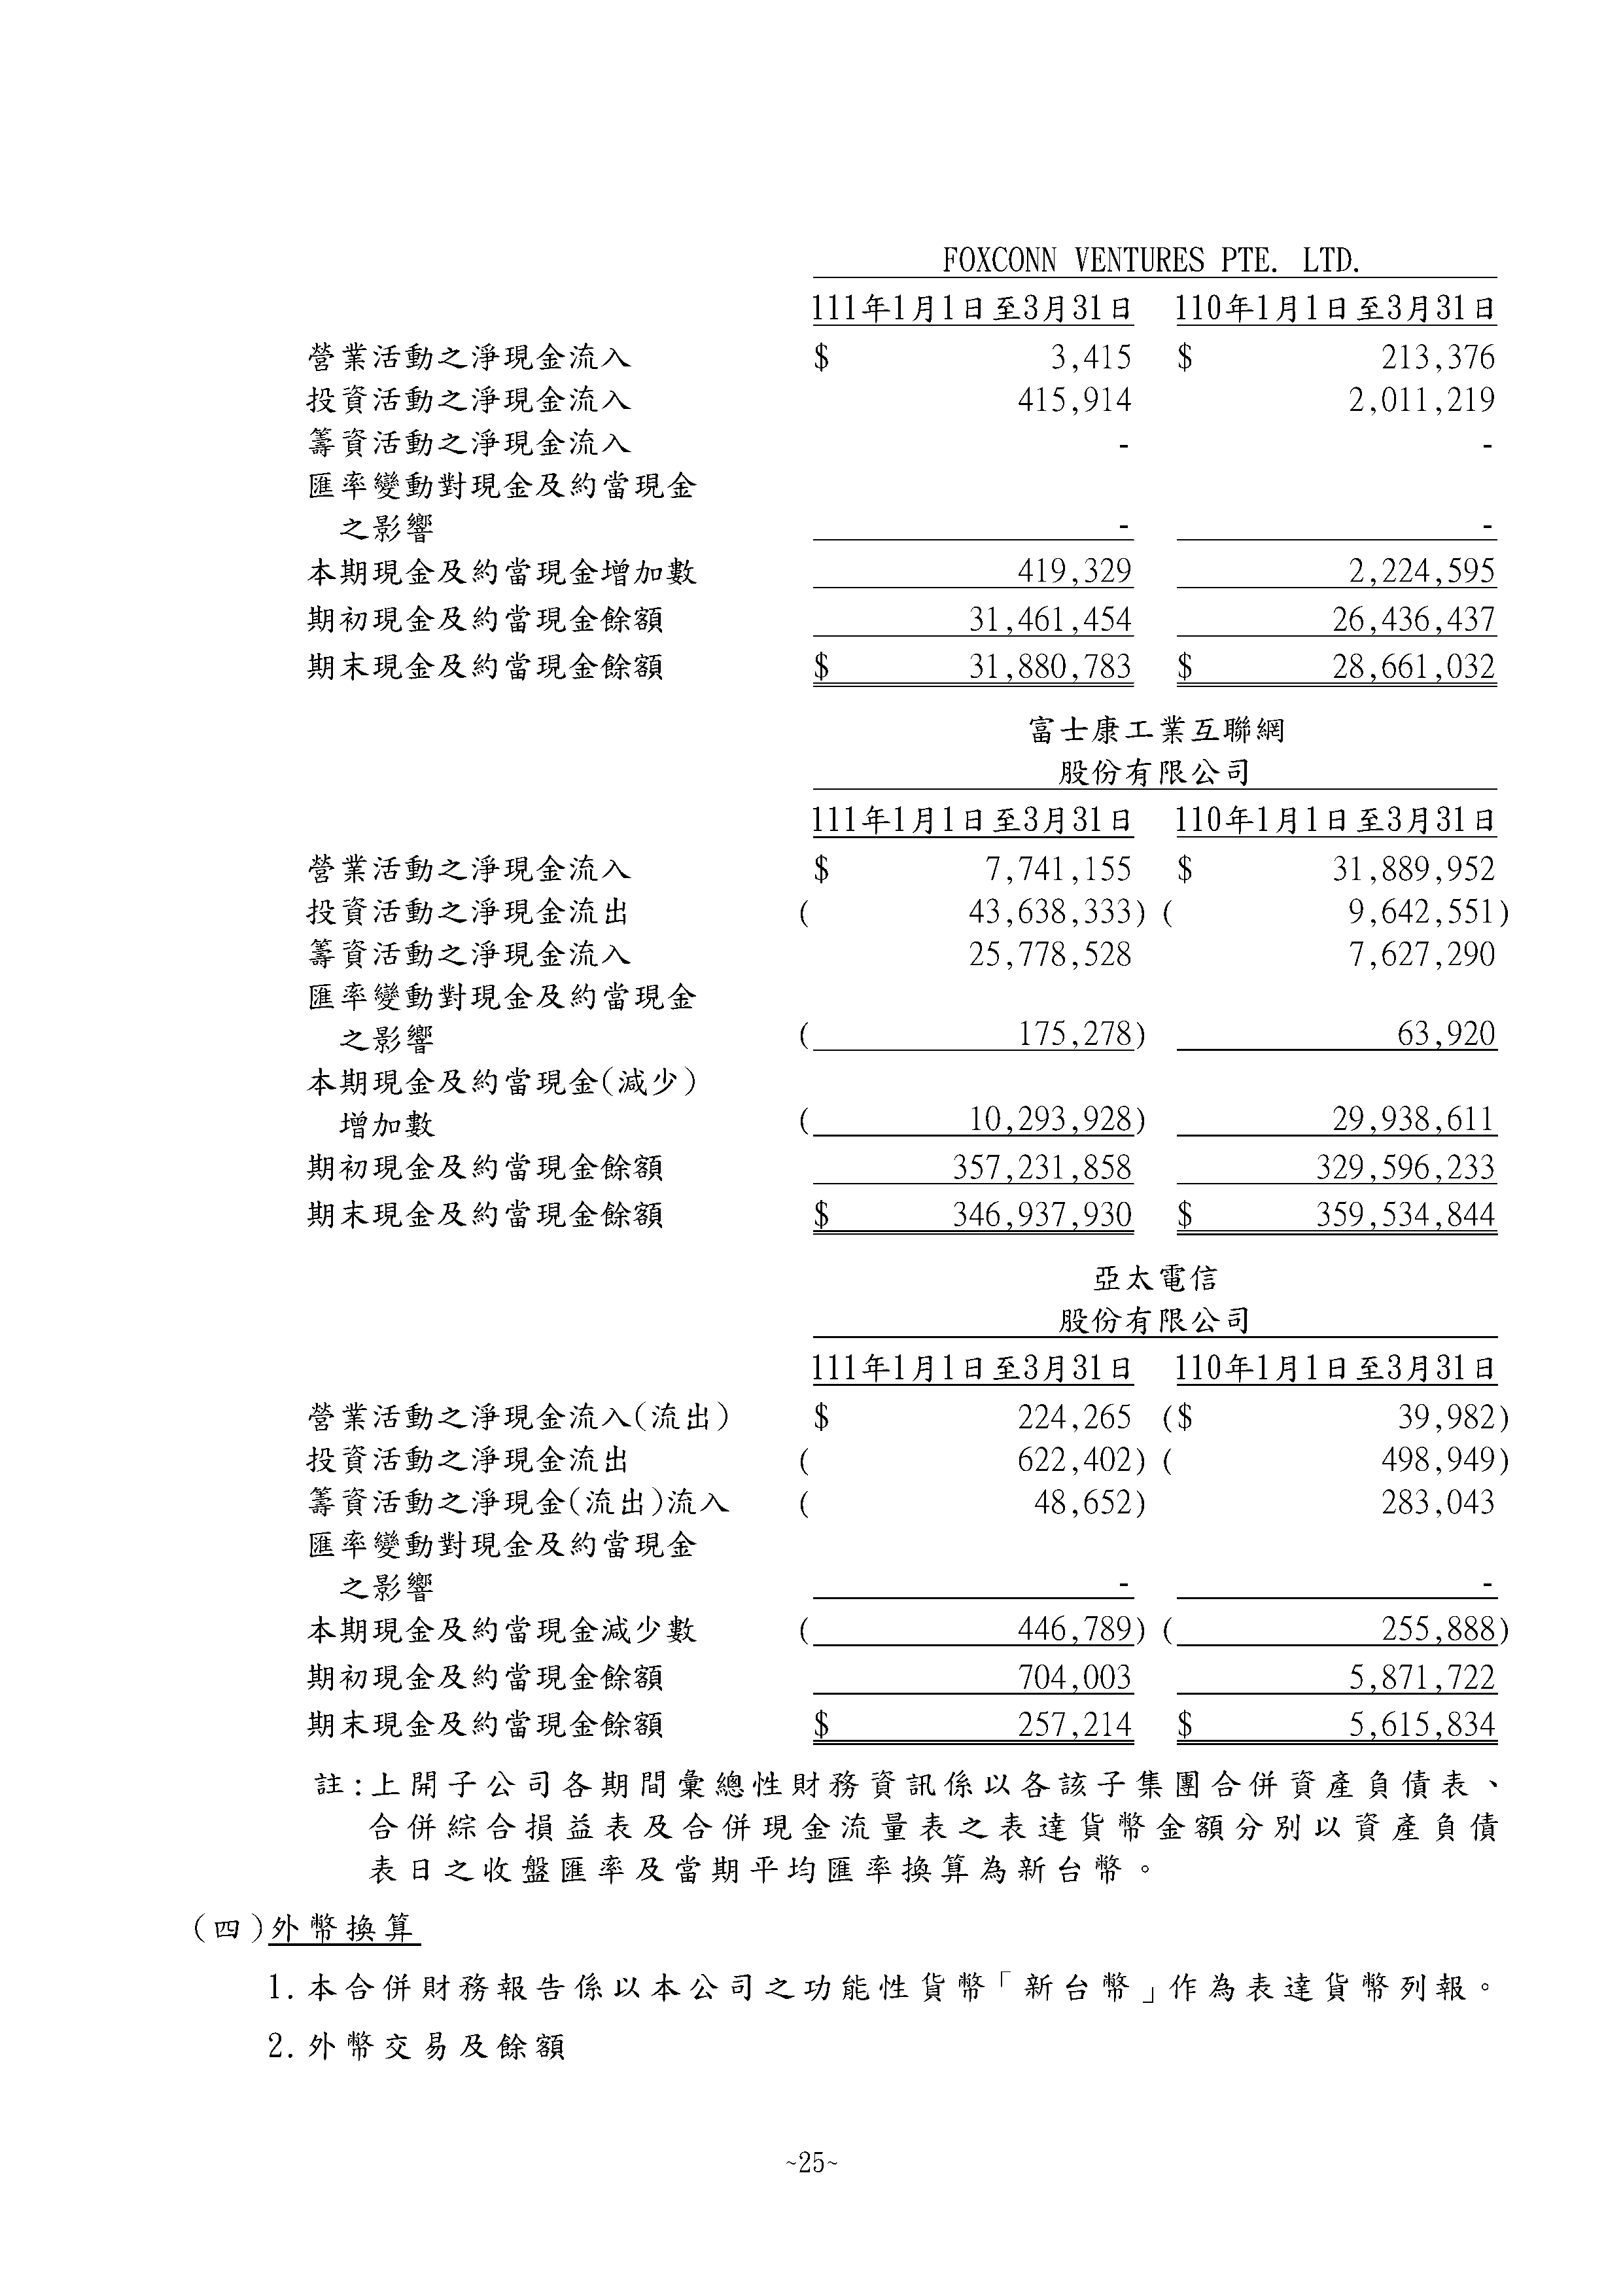 FOXCONN VENTURES PTE. LTD.
111年1月1日至3月31日 110年1月1日至3月31日
營業活動之淨現金流入 $ 3,415 $ 213,376
投資活動之淨現金流入 415,914 2,011,219
籌資活動之淨現金流入 - -
匯率變動對現金及約當現金
之影響 - -
本期現金及約當現金增加數 419,329 2,224,595
期初現金及約當現金餘額 31,461,454 26,436,437
期末現金及約當現金餘額 $ 31,880,783 $ 28,661,032
富士康工業互聯網
股份有限公司
111年1月1日至3月31日 110年1月1日至3月31日
營業活動之淨現金流入 $ 7,741,155 $ 31,889,952
投資活動之淨現金流出 ( 43,638,333) ( 9,642,551)
籌資活動之淨現金流入 25,778,528 7,627,290
匯率變動對現金及約當現金
之影響 ( 175,278) 63,920
本期現金及約當現金(減少)
增加數 ( 10,293,928) 29,938,611
期初現金及約當現金餘額 357,231,858 329,596,233
期末現金及約當現金餘額 $ 346,937,930 $ 359,534,844
亞太電信
股份有限公司
111年1月1日至3月31日 110年1月1日至3月31日
營業活動之淨現金流入(流出) $ 224,265 ($ 39,982)
投資活動之淨現金流出 ( 622,402) ( 498,949)
籌資活動之淨現金(流出)流入 ( 48,652) 283,043
匯率變動對現金及約當現金
之影響 - -
本期現金及約當現金減少數 ( 446,789) ( 255,888)
期初現金及約當現金餘額 704,003 5,871,722
期末現金及約當現金餘額 $ 257,214 $ 5,615,834
註:上開子公司各期間彙總性財務資訊係以各該子集團合併資產負債表、
合併綜合損益表及合併現金流量表之表達貨幣金額分別以資產負債
表日之收盤匯率及當期平均匯率換算為新台幣。
(四)外幣換算
1.本合併財務報告係以本公司之功能性貨幣「新台幣」作為表達貨幣列報。
2.外幣交易及餘額
~25~